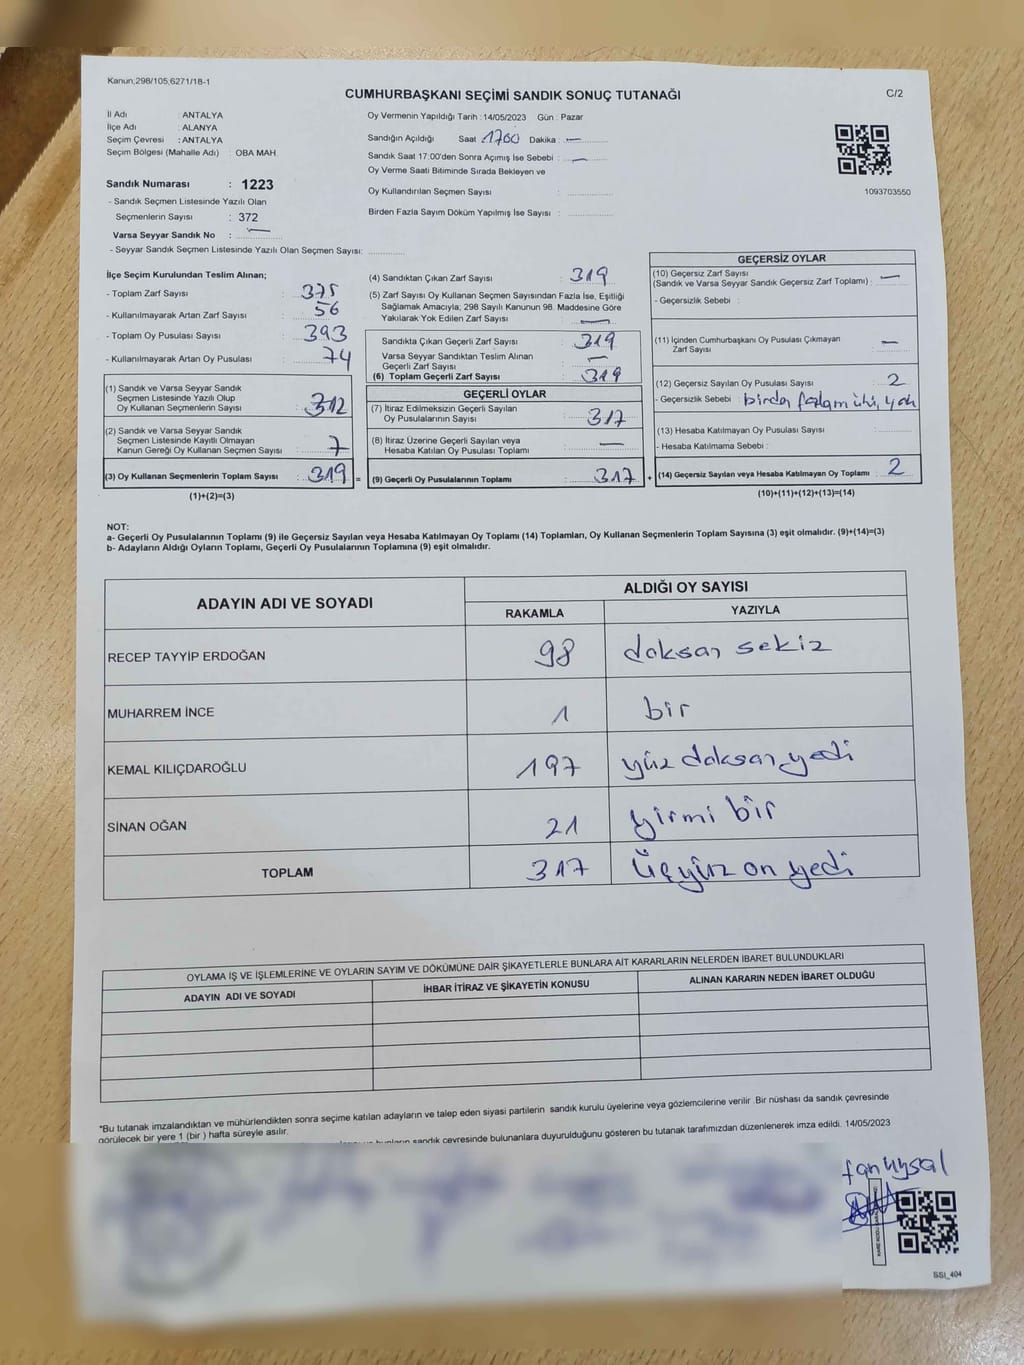 Kanun,298/105,6271/18-1
CUMHURBAŞKANI SEÇİMİ SANDIK SONUÇ TUTANAĞI
C/2
İl Adı : ANTALYA
İlçe Adı : ALANYA
Seçim Çevresi : ANTALYA
Seçim Bölgesi (Mahalle Adı) : OBA MAH.
Sandık Numarası : 1223
- Sandık Seçmen Listesinde Yazılı Olan
Seçmenlerin Sayısı : 372
Varsa Seyyar Sandık No : —
- Seyyar Sandık Seçmen Listesinde Yazılı Olan Seçmen Sayısı: ............
Oy Vermenin Yapıldığı Tarih : 14/05/2023 Gün : Pazar
Sandığın Açıldığı Saat 1700 Dakika : —
Sandık Saat 17:00'den Sonra Açımış İse Sebebi : —
Oy Verme Saati Bitiminde Sırada Bekleyen ve
Oy Kullandırılan Seçmen Sayısı : ............
Birden Fazla Sayım Döküm Yapılmış İse Sayısı : ............
1093703550
İlçe Seçim Kurulundan Teslim Alınan;
- Toplam Zarf Sayısı : 375
- Kullanılmayarak Artan Zarf Sayısı : 56
- Toplam Oy Pusulası Sayısı : 393
- Kullanılmayarak Artan Oy Pusulası : 74
(1) Sandık ve Varsa Seyyar Sandık
Seçmen Listesinde Yazılı Olup
Oy Kullanan Seçmenlerin Sayısı : 312
(2) Sandık ve Varsa Seyyar Sandık
Seçmen Listesinde Kayıtlı Olmayan
Kanun Gereği Oy Kullanan Seçmen Sayısı : 7
(3) Oy Kullanan Seçmenlerin Toplam Sayısı : 319 =
(1)+(2)=(3)
(4) Sandıktan Çıkan Zarf Sayısı : 319
(5) Zarf Sayısı Oy Kullanan Seçmen Sayısından Fazla İse, Eşitliği
Sağlamak Amacıyla; 298 Sayılı Kanunun 98. Maddesine Göre
Yakılarak Yok Edilen Zarf Sayısı : —
Sandıkta Çıkan Geçerli Zarf Sayısı : 319
Varsa Seyyar Sandıktan Teslim Alınan
Geçerli Zarf Sayısı : —
(6) Toplam Geçerli Zarf Sayısı : 319
GEÇERLİ OYLAR
(7) İtiraz Edilmeksizin Geçerli Sayılan
Oy Pusulasının Sayısı : 317
(8) İtiraz Üzerine Geçerli Sayılan veya
Hesaba Katılan Oy Pusulası Toplamı : —
(9) Geçerli Oy Pusulalarının Toplamı : 317 +
GEÇERSİZ OYLAR
(10) Geçersiz Zarf Sayısı
(Sandık ve Varsa Seyyar Sandık Geçersiz Zarf Toplamı) : —
- Geçersizlik Sebebi :
(11) İçinden Cumhurbaşkanı Oy Pusulası Çıkmayan
Zarf Sayısı : —
(12) Geçersiz Sayılan Oy Pusulası Sayısı : 2
- Geçersizlik Sebebi :
(13) Hesaba Katılmayan Oy Pusulası Sayısı : ............
- Hesaba Katılmama Sebebi :
(14) Geçersiz Sayılan veya Hesaba Katılmayan Oy Toplamı : 2
(10)+(11)+(12)+(13)=(14)
NOT:
a- Geçerli Oy Pusulalarının Toplamı (9) ile Geçersiz Sayılan veya Hesaba Katılmayan Oy Toplamı (14) Toplamları, Oy Kullanan Seçmenlerin Toplam Sayısına (3) eşit olmalıdır. (9)+(14)=(3)
b- Adayların Aldığı Oyların Toplamı, Geçerli Oy Pusulalarının Toplamına (9) eşit olmalıdır.
ADAYIN ADI VE SOYADI
ALDIĞI OY SAYISI
RAKAMLA YAZIYLA
RECEP TAYYİP ERDOĞAN 98 doksan sekiz
MUHARREM İNCE 1 bir
KEMAL KILIÇDAROĞLU 197 yüz doksan yedi
SİNAN OĞAN 21 yirmi bir
TOPLAM 317 üçyüz on yedi
OYLAMA İŞ VE İŞLEMLERİNE VE OYLARIN SAYIM VE DÖKÜMÜNE DAİR ŞİKAYETLERLE BUNLARA AİT KARARLARIN NELERDEN İBARET BULUNDUKLARI
ADAYIN ADI VE SOYADI İHBAR İTİRAZ VE ŞİKAYETİN KONUSU ALINAN KARARIN NEDEN İBARET OLDUĞU
*Bu tutanak imzalandıktan ve mühürlendikten sonra seçime katılan adayların ve talep eden siyasi partilerin sandık kurulu üyelerine veya gözlemcilerine verilir .Bir nüshası da sandık çevresinde
görülecek bir yere 1 (bir ) hafta süreyle asılır.
sandık çevresinde bulunanlara duyurulduğunu gösteren bu tutanak tarafımızdan düzenlenerek imza edildi. 14/05/2023
uysal
SSI_404